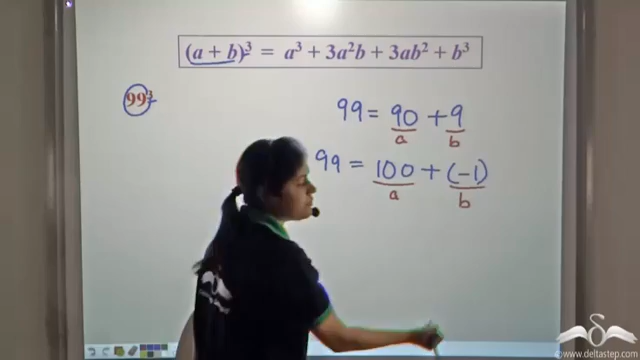 (a + b)³ = a³ + 3a²b + 3ab² + b³
99³
99 = 90 + 9
a b
99 = 100 + (-1)
a b
©www.deltastep.com